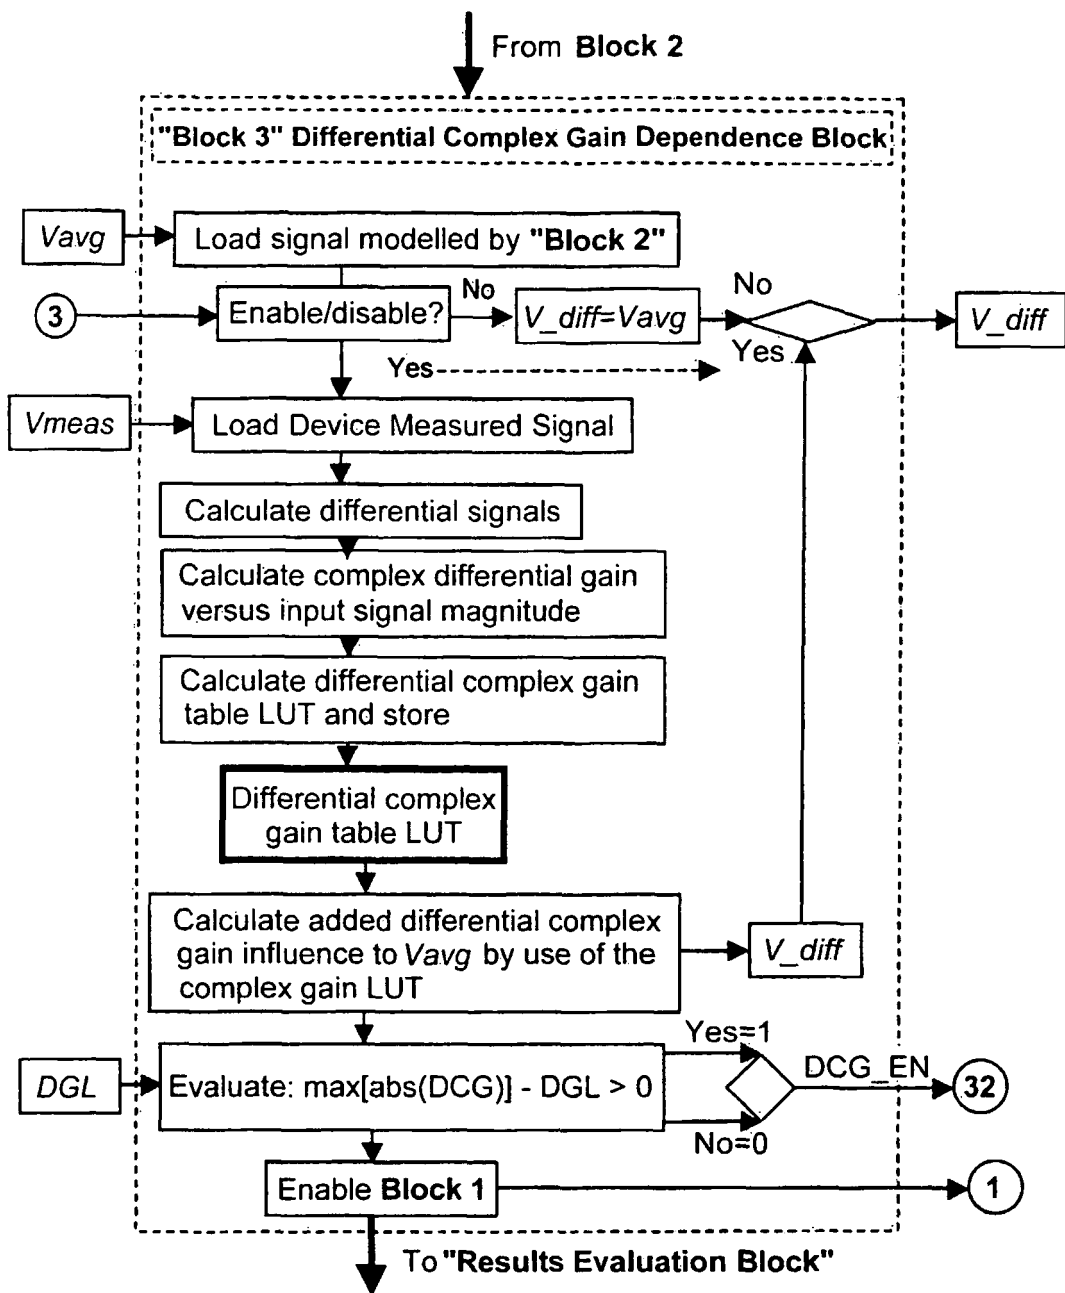 From Block 2
"Block 3" Differential Complex Gain Dependence Block
Vavg
Load signal modelled by "Block 2"
3
Enable/disable?
No
V_diff=Vavg
No
Yes
V_diff
Yes
Vmeas
Load Device Measured Signal
Calculate differential signals
Calculate complex differential gain
versus input signal magnitude
Calculate differential complex gain
table LUT and store
Differential complex
gain table LUT
Calculate added differential complex
gain influence to Vavg by use of the
complex gain LUT
V_diff
DGL
Evaluate: max[abs(DCG)] - DGL > 0
Yes=1
No=0
DCG_EN
32
Enable Block 1
1
To "Results Evaluation Block"